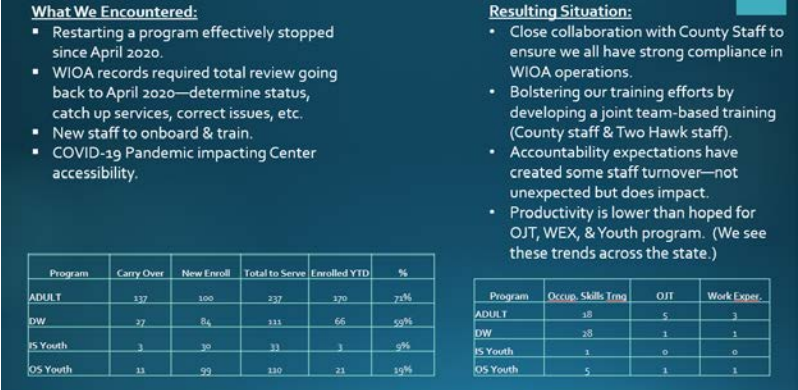 What We Encountered:
▪ Restarting a program effectively stopped
since April 2020.
▪ WIOA records required total review going
back to April 2020—determine status,
catch up services, correct issues, etc.
▪ New staff to onboard & train.
▪ COVID-19 Pandemic impacting Center
accessibility.
Program Carry Over New Enroll Total to Serve Enrolled YTD %
ADULT 137 100 237 170 71%
DW 27 84 111 66 59%
IS Youth 3 30 33 3 9%
OS Youth 11 99 110 21 19%
Resulting Situation:
• Close collaboration with County Staff to
ensure we all have strong compliance in
WIOA operations.
• Bolstering our training efforts by
developing a joint team-based training
(County staff & Two Hawk staff).
• Accountability expectations have
created some staff turnover—not
unexpected but does impact.
• Productivity is lower than hoped for
OJT, WEX, & Youth program. (We see
these trends across the state.)
Program Occup. Skills Trng OJT Work Exper.
ADULT 18 5 3
DW 28 1 1
IS Youth 1 0 0
OS Youth 5 1 1